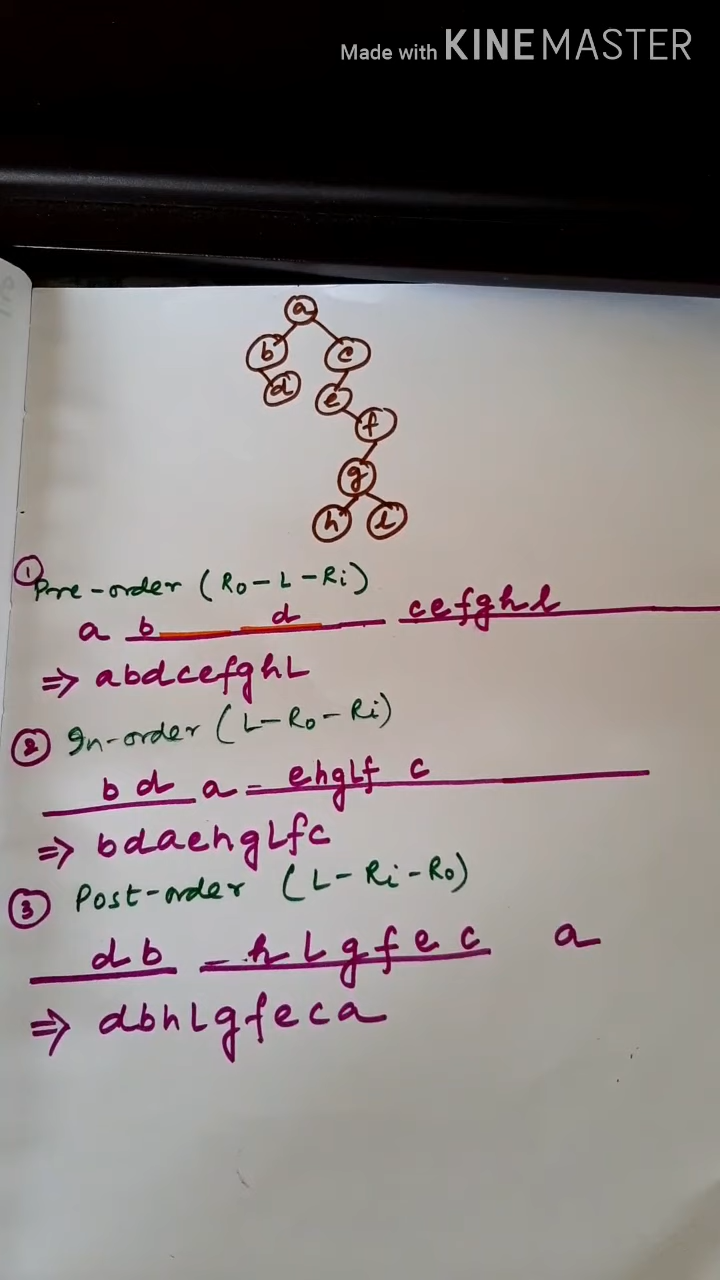 Made with KINEMASTER
a
b c
d e
f
g
h l
1 Pre-order (Ro-L-Ri)
a b d cefghl
⇒ abdcefghL
2 In-order (L-Ro-Ri)
b d a - ehgLf c
⇒ bdaehgLfc
3 Post-order (L-Ri-Ro)
d b - h L g f e c a
⇒ dbhLgfeca